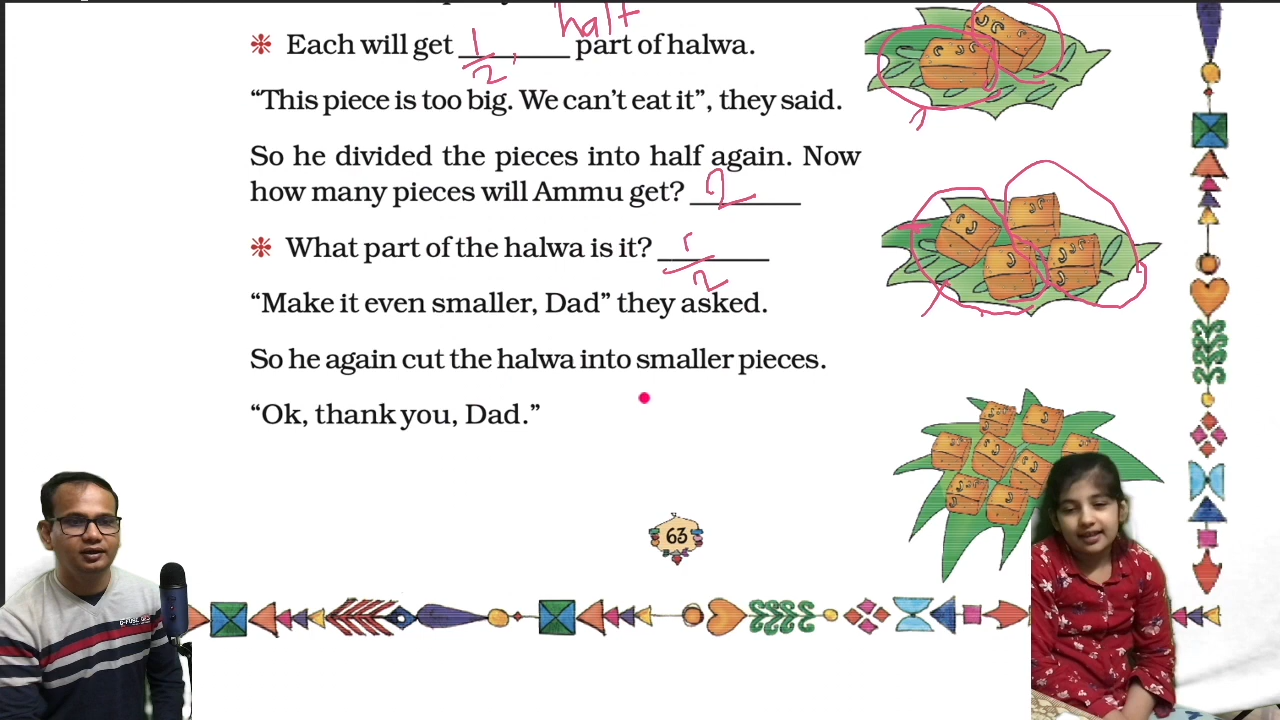 half
❋ Each will get 1/2 part of halwa.
“This piece is too big. We can’t eat it”, they said.
So he divided the pieces into half again. Now
how many pieces will Ammu get? 2
❋ What part of the halwa is it? 1/2
“Make it even smaller, Dad” they asked.
So he again cut the halwa into smaller pieces.
“Ok, thank you, Dad.”
63